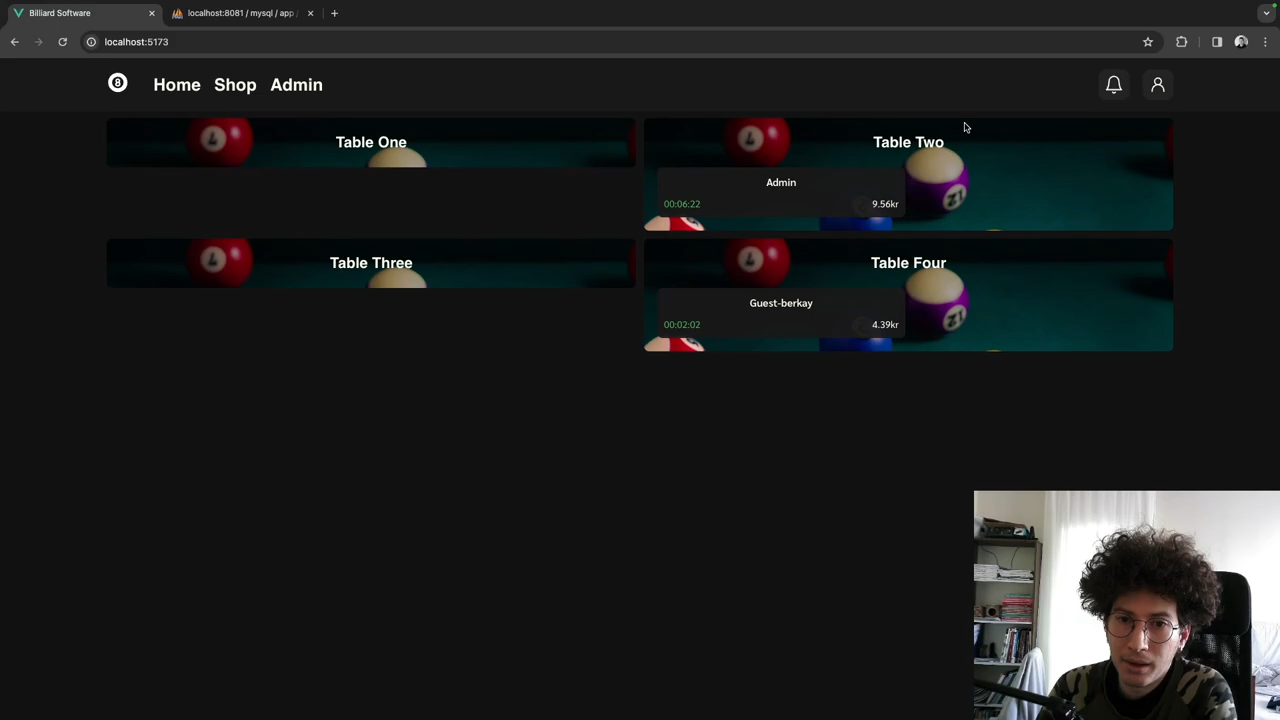 Billiard Software
localhost:8081 / mysql / app
localhost:5173
8
Home
Shop
Admin
Table One
Table Two
Admin
00:06:22
9.56kr
Table Three
Table Four
Guest-berkay
00:02:02
4.39kr